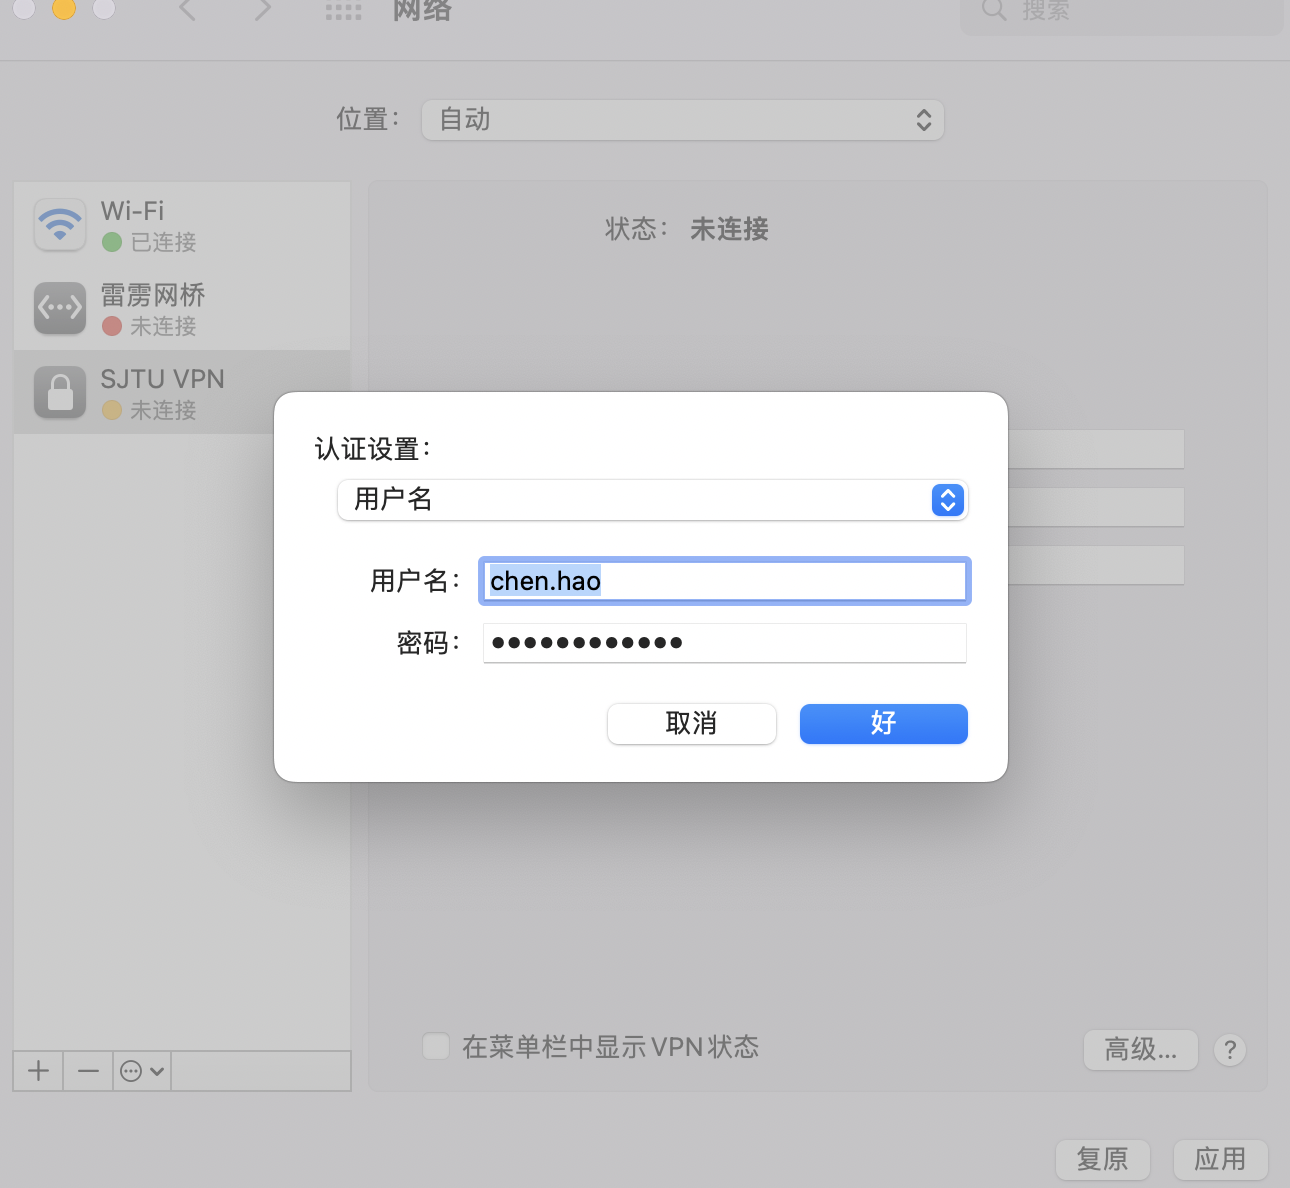 网络
搜索
位置：
自动
Wi-Fi
已连接
雷雳网桥
未连接
SJTU VPN
未连接
状态：
未连接
认证设置：
用户名
用户名：
chen.hao
密码：
••••••••••••
取消
好
在菜单栏中显示VPN状态
高级...
?
复原
应用